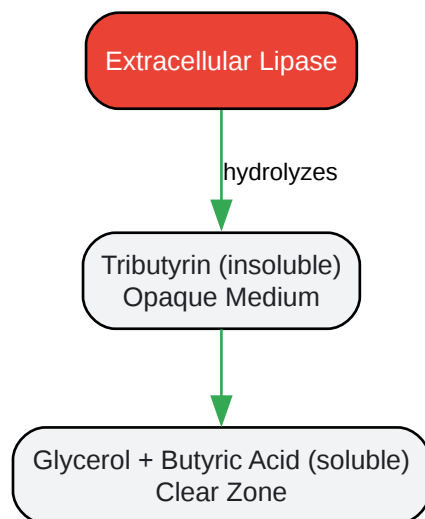 Extracellular Lipase
hydrolyzes
Tributyrin (insoluble)
Opaque Medium
Glycerol + Butyric Acid (soluble)
Clear Zone